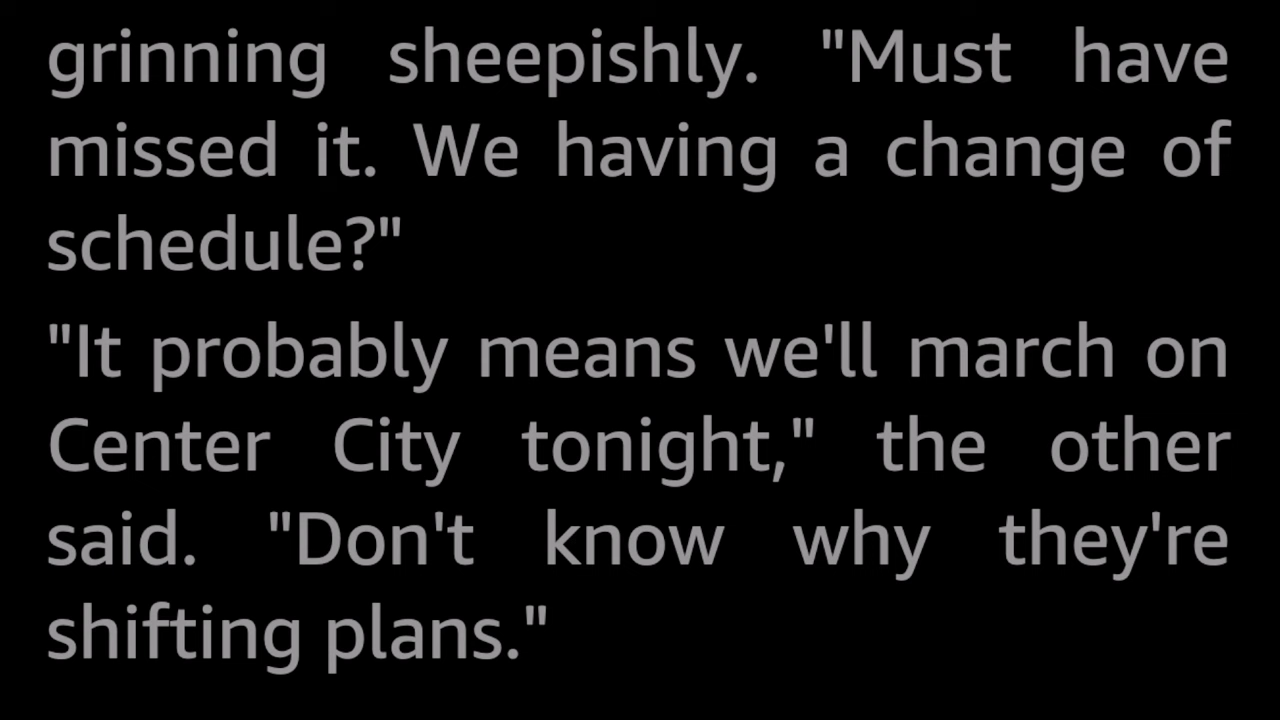 grinning sheepishly. "Must have
missed it. We having a change of
schedule?"
"It probably means we'll march on
Center City tonight," the other
said. "Don't know why they're
shifting plans."